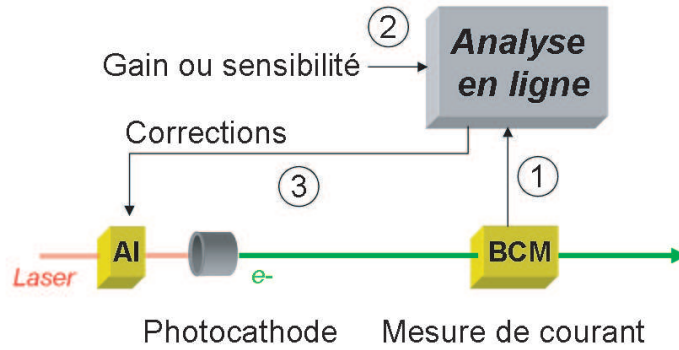 ②
Analyse
en ligne
Gain ou sensibilité
Corrections
③
①
AI
BCM
Laser
e-
Photocathode
Mesure de courant